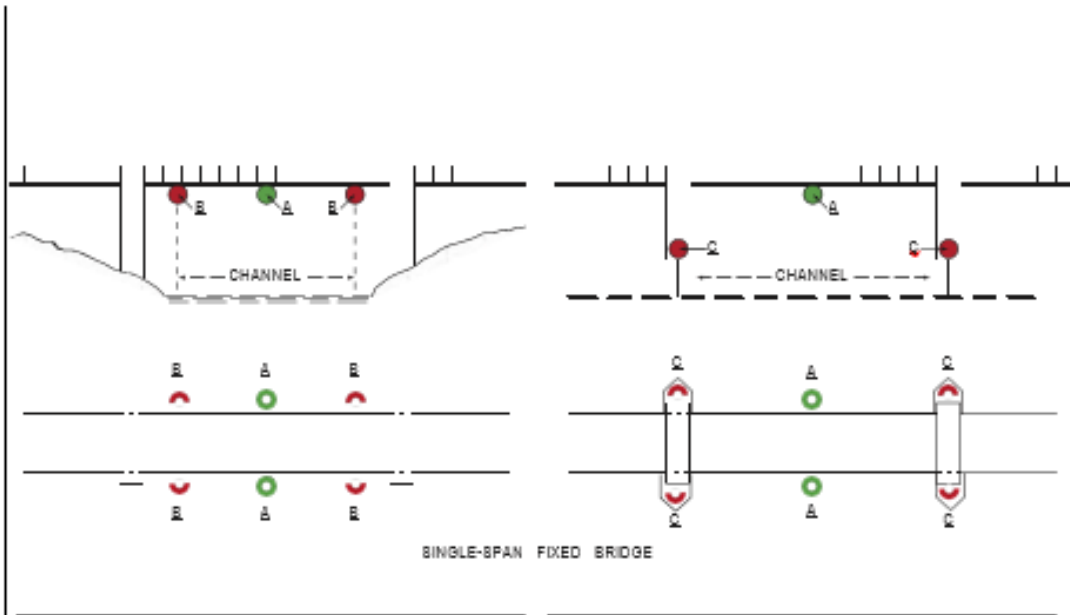 B A B A
C C
CHANNEL CHANNEL
B A B C A C
B A B C A C
SINGLE-SPAN FIXED BRIDGE